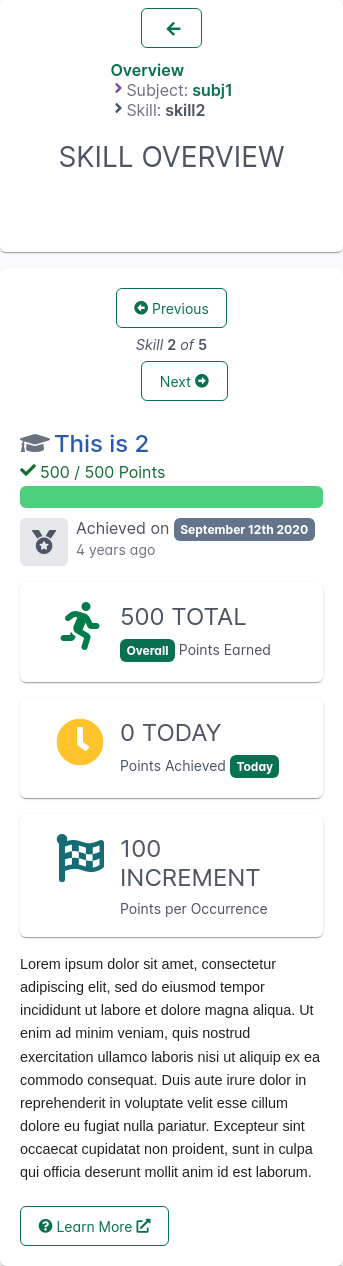 Overview
Subject: subj1
Skill: skill2
SKILL OVERVIEW
Previous
Skill 2 of 5
Next
This is 2
500 / 500 Points
Achieved on September 12th 2020
4 years ago
500 TOTAL
Overall Points Earned
0 TODAY
Points Achieved Today
100
INCREMENT
Points per Occurrence
Lorem ipsum dolor sit amet, consectetur
adipiscing elit, sed do eiusmod tempor
incididunt ut labore et dolore magna aliqua. Ut
enim ad minim veniam, quis nostrud
exercitation ullamco laboris nisi ut aliquip ex ea
commodo consequat. Duis aute irure dolor in
reprehenderit in voluptate velit esse cillum
dolore eu fugiat nulla pariatur. Excepteur sint
occaecat cupidatat non proident, sunt in culpa
qui officia deserunt mollit anim id est laborum.
Learn More